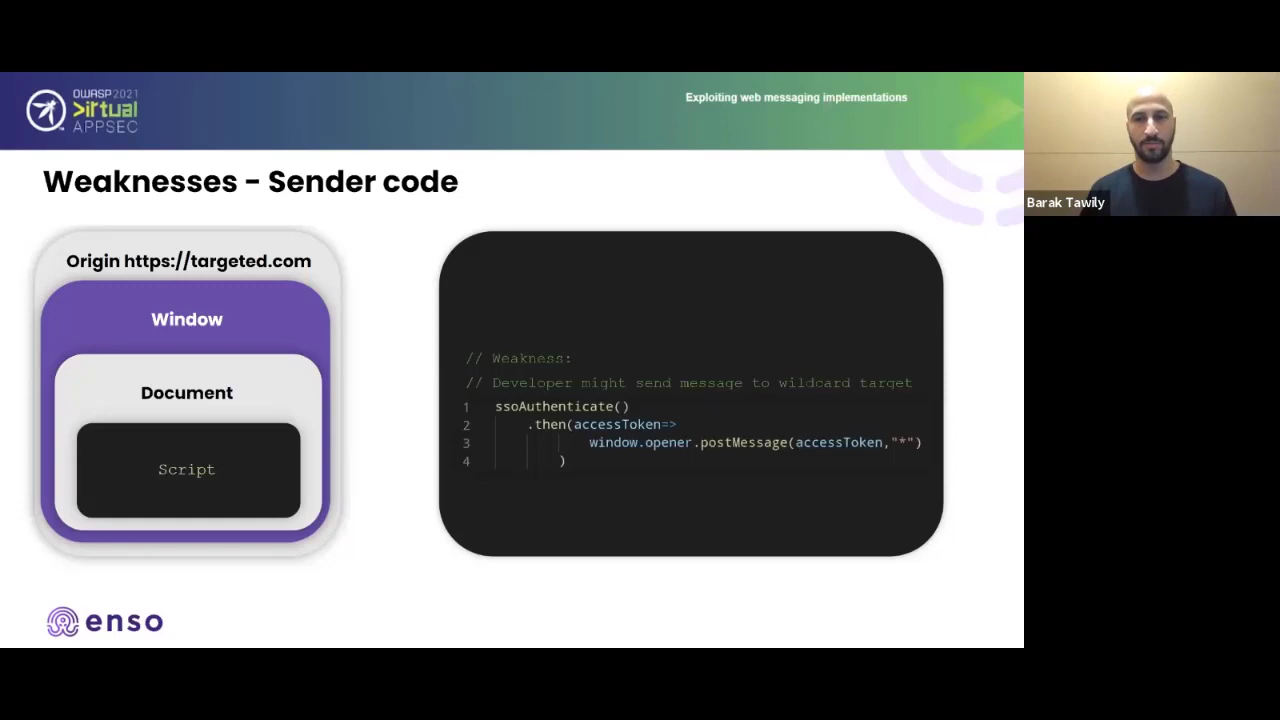 OWASP 2021
>irtual
APPSEC
Exploiting web messaging implementations
Barak Tawily
Weaknesses - Sender code
Origin https://targeted.com
Window
Document
Script
// Weakness:
// Developer might send message to wildcard target
1 ssoAuthenticate()
2 .then(accessToken=>
3 window.opener.postMessage(accessToken,"*")
4 )
enso